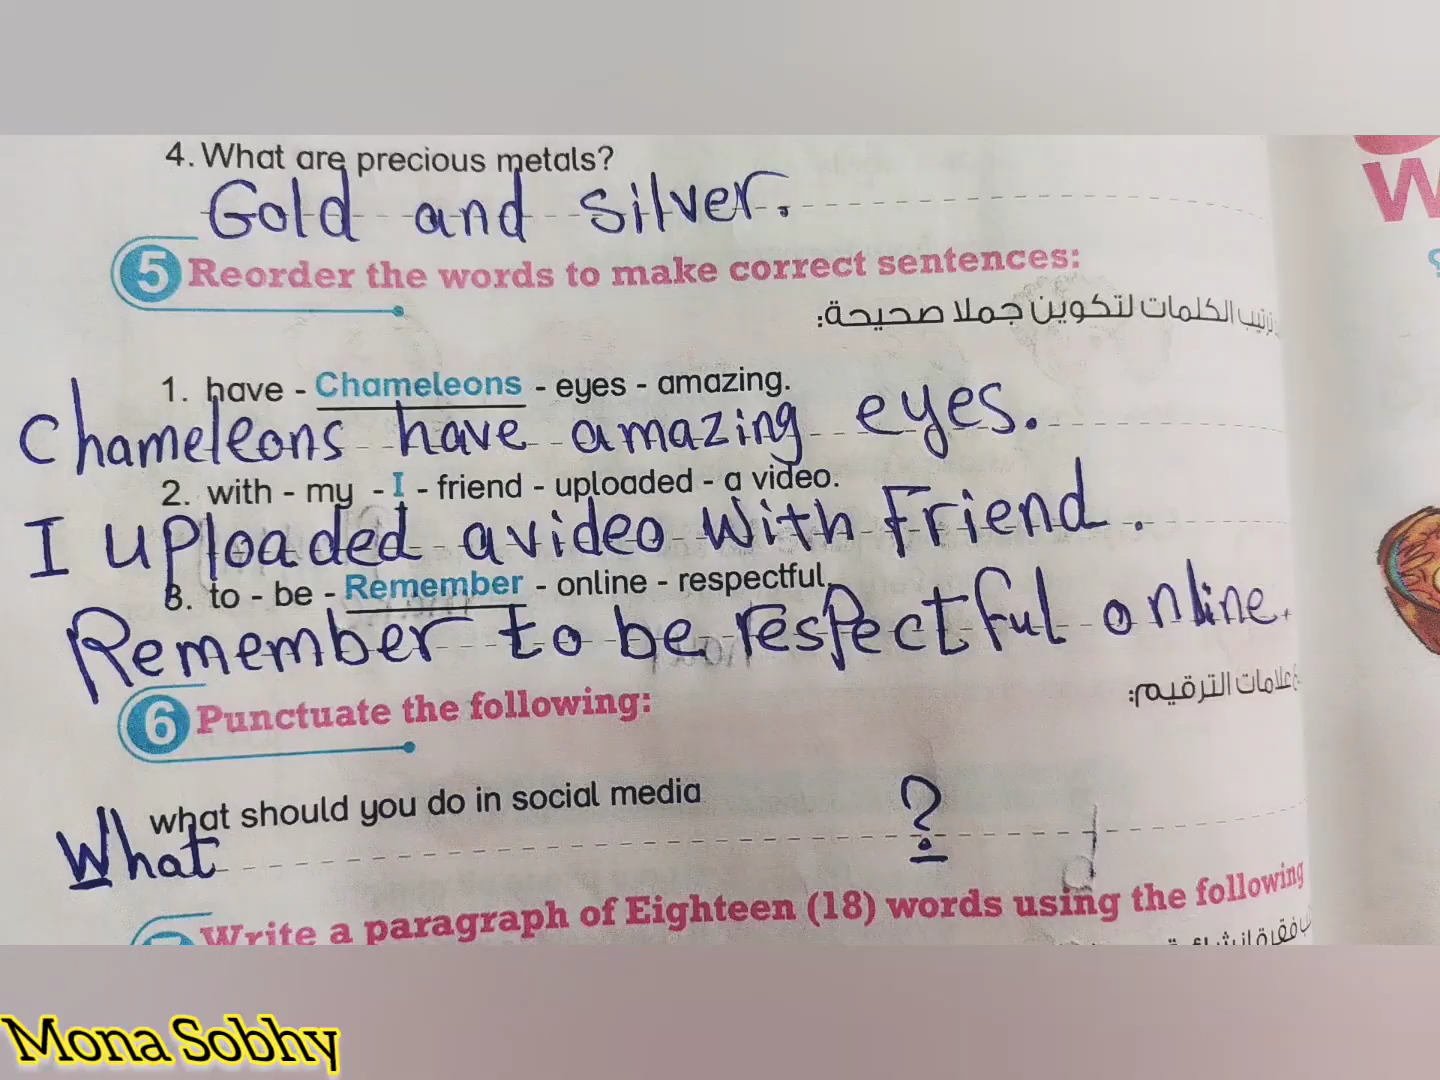 4. What are precious metals?
Gold and silver.
5 Reorder the words to make correct sentences:
ترتيب الكلمات لتكوين جملا صحيحة:
1. have - Chameleons - eyes - amazing.
Chameleons have amazing eyes.
2. with - my - I - friend - uploaded - a video.
I uploaded a video with friend.
3. to - be - Remember - online - respectful.
Remember to be respectful online.
6 Punctuate the following:
علامات الترقيم:
what should you do in social media
What ?
Write a paragraph of Eighteen (18) words using the following
Mona Sobhy